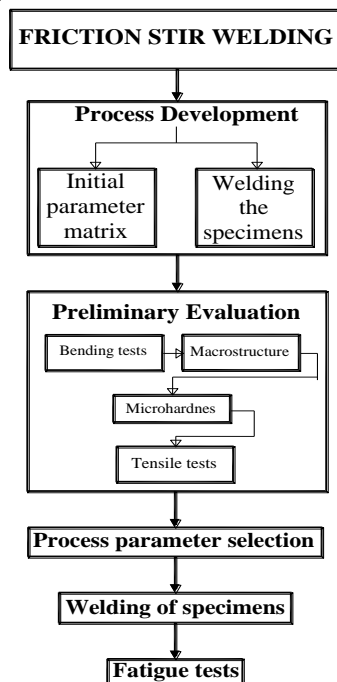 FRICTION STIR WELDING
Process Development
Initial
parameter
matrix
Welding
the
specimens
Preliminary Evaluation
Bending tests
Macrostructure
Microhardnes
Tensile tests
Process parameter selection
Welding of specimens
Fatigue tests